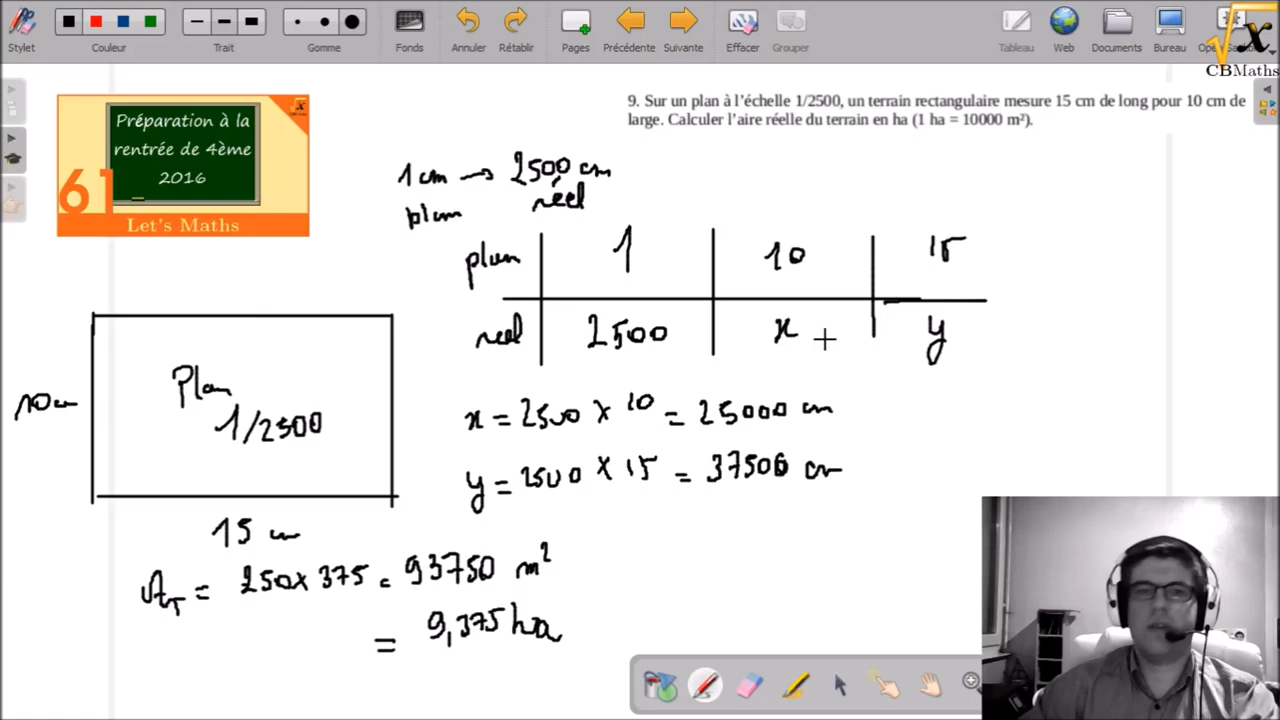 Stylet
Couleur
Trait
Gomme
Fonds
Annuler
Rétablir
Pages
Précédente
Suivante
Effacer
Grouper
Tableau
Web
Documents
Bureau
CBMaths
Préparation à la
rentrée de 4ème
2016
61
Let's Maths
9. Sur un plan à l'échelle 1/2500, un terrain rectangulaire mesure 15 cm de long pour 10 cm de
large. Calculer l'aire réelle du terrain en ha (1 ha = 10000 m²).
1 cm → 2500 cm
plan réel
plan 1 10 15
réel 2500 x y
10 cm
Plan
1/2500
15 cm
x = 2500 × 10 = 25000 cm
y = 2500 × 15 = 37500 cm
A_T = 250 × 375 = 93750 m²
= 9,375 ha